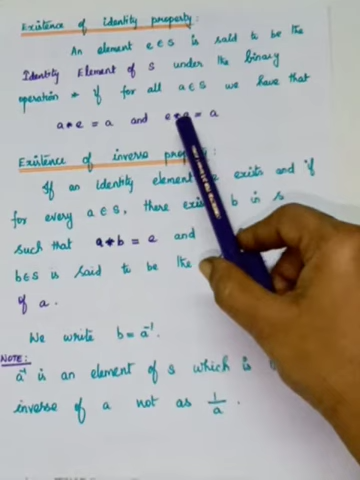 Existence of identity property:
An element e ∈ S is said to be the
Identity Element of S under the binary
operation * if for all a ∈ S we have that
a * e = a and e * a = a
Existence of inverse
If an identity element exists and if
for every a ∈ S, there b in S
such that a * b = e and
b ∈ S is said to be the
of a.
We write b = a⁻¹.
NOTE:
a⁻¹ is an element of S which is
inverse of a not as 1/a.